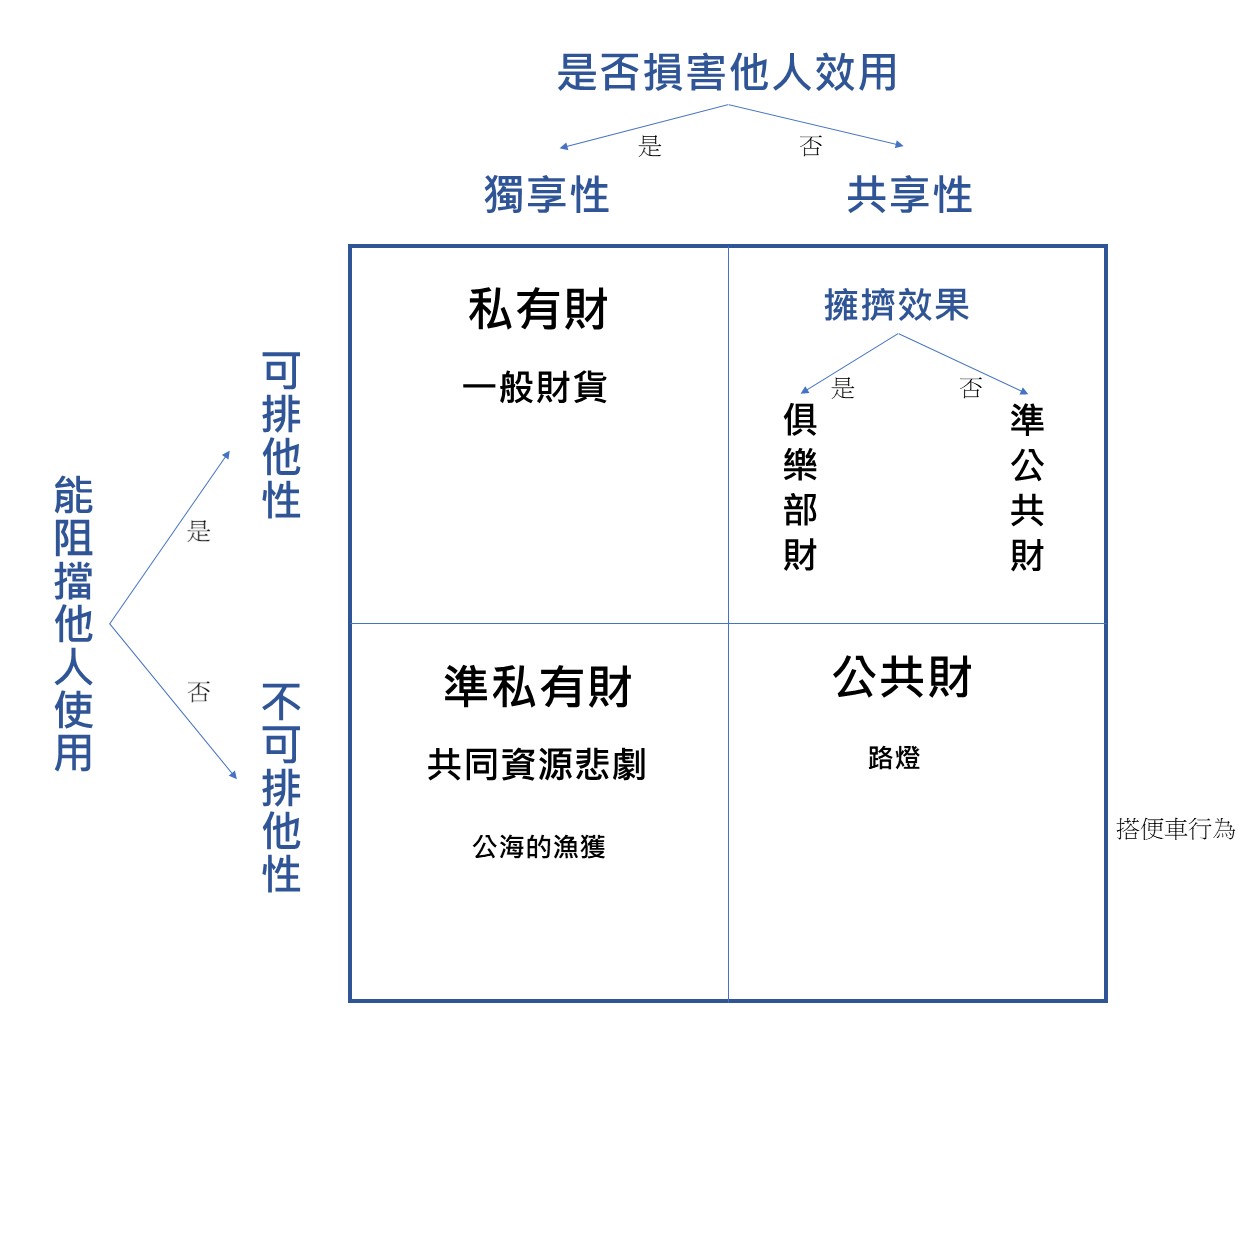 是否損害他人效用
是
否
獨享性
共享性
能阻擋他人使用
是
否
可排他性
不可排他性
私有財
一般財貨
擁擠效果
是
否
俱樂部財
準公共財
準私有財
共同資源悲劇
公海的漁獲
公共財
路燈
搭便車行為